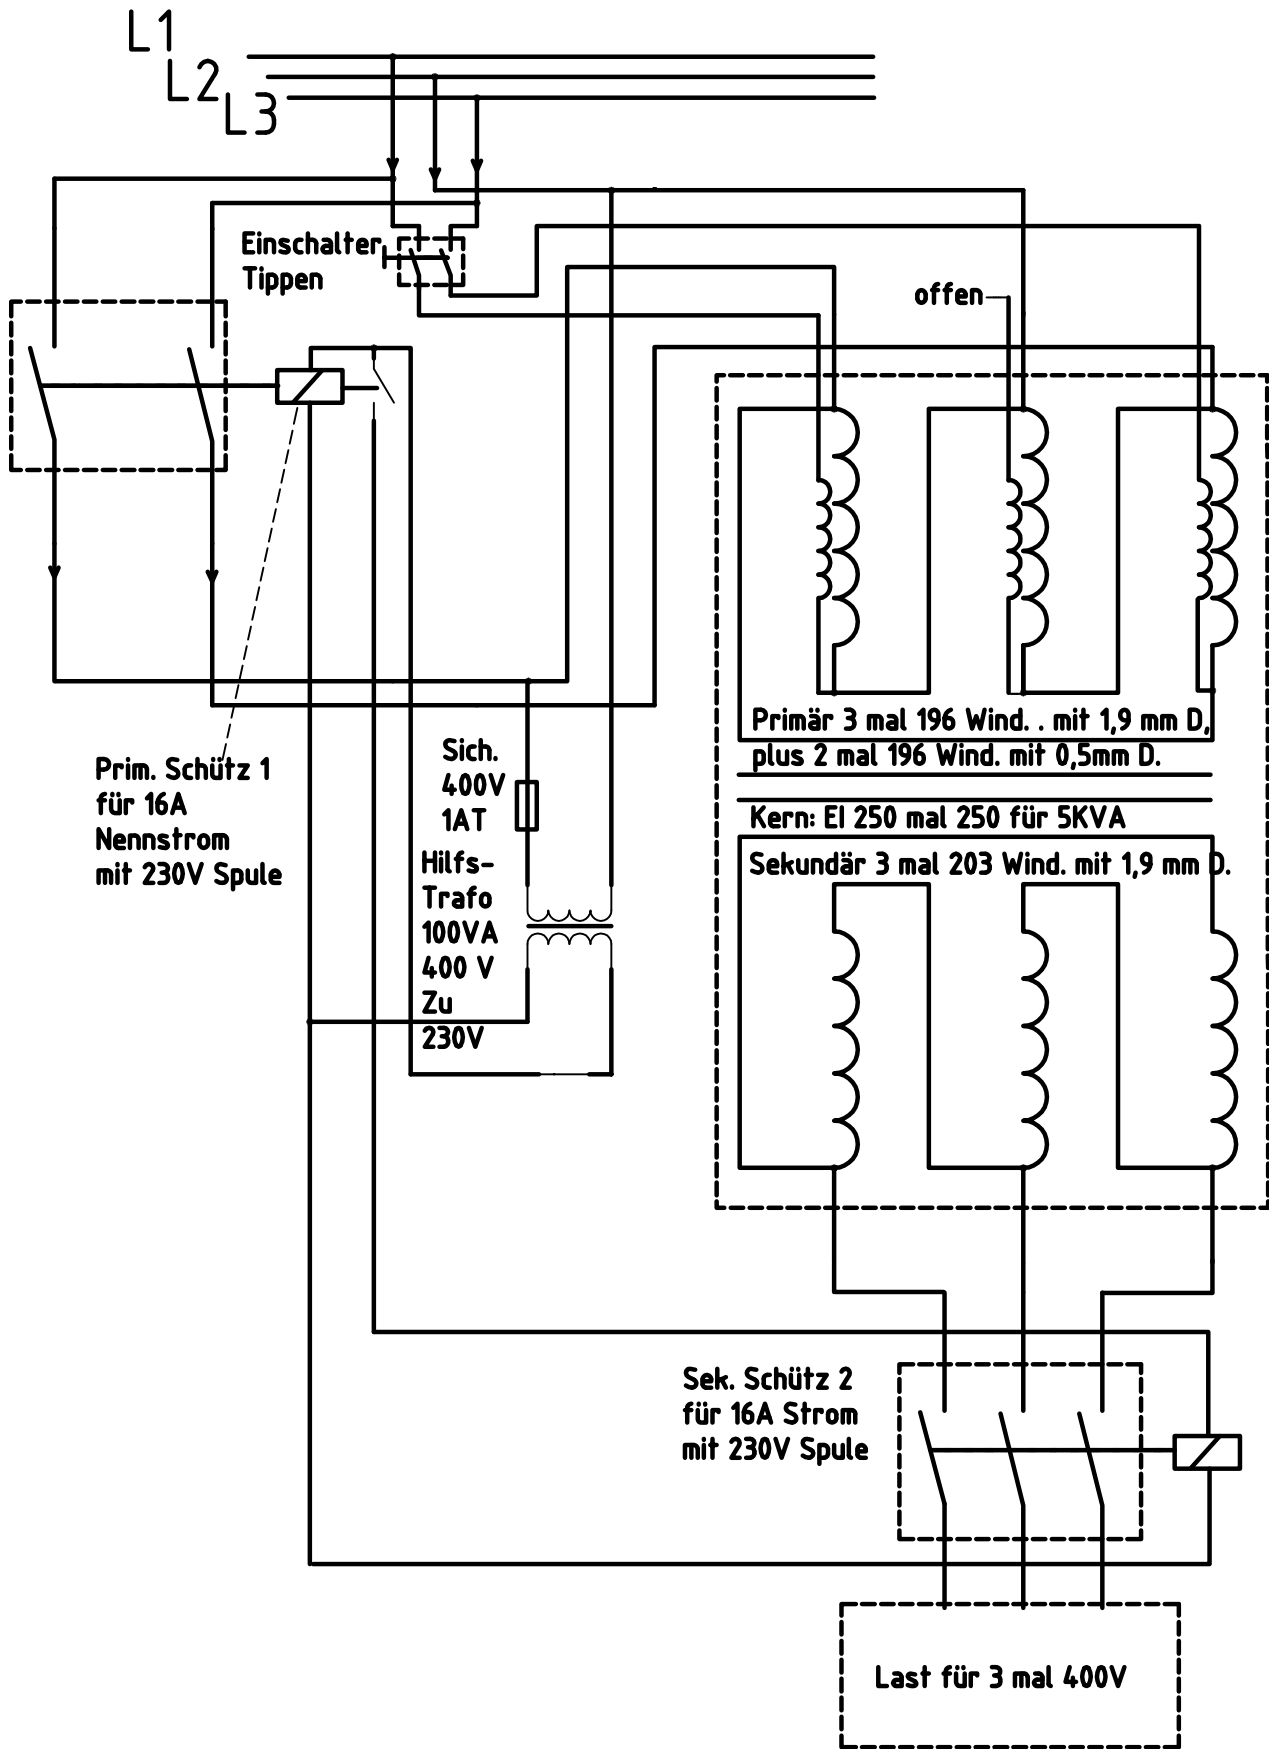 L1
L2
L3
Einschalter
Tippen
offen
Primär 3 mal 196 Wind. . mit 1,9 mm D,
plus 2 mal 196 Wind. mit 0,5mm D.
Kern: EI 250 mal 250 für 5KVA
Sekundär 3 mal 203 Wind. mit 1,9 mm D.
Prim. Schütz 1
für 16A
Nennstrom
mit 230V Spule
Sich.
400V
1AT
Hilfs-
Trafo
100VA
400 V
Zu
230V
Sek. Schütz 2
für 16A Strom
mit 230V Spule
Last für 3 mal 400V